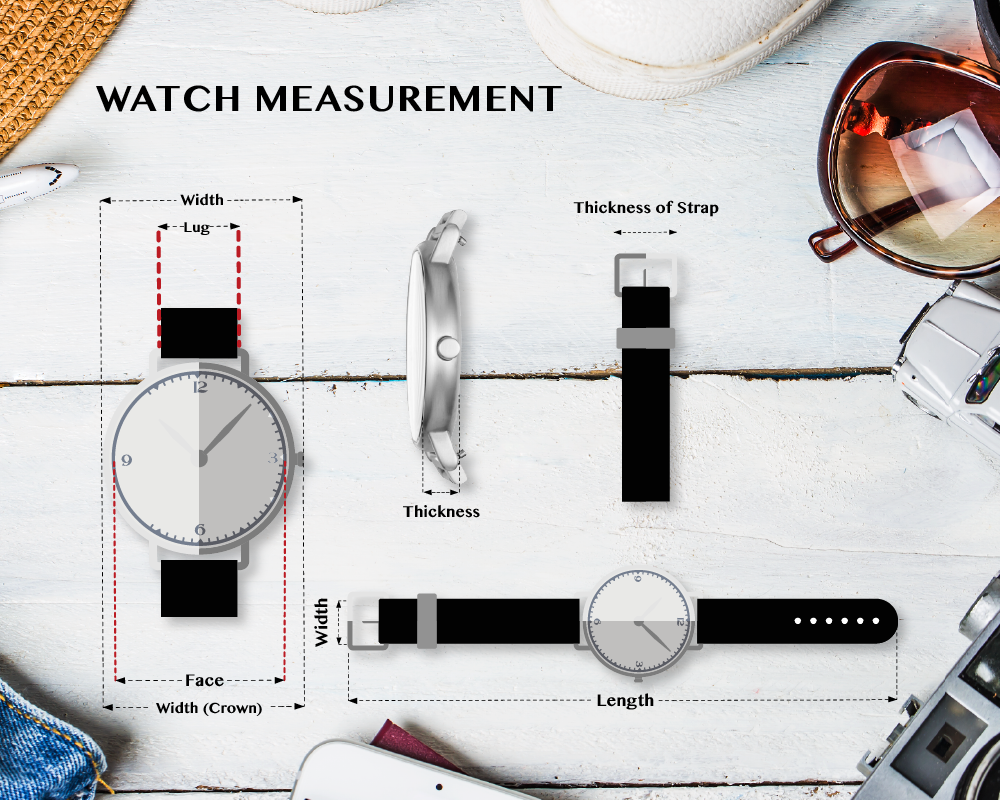 WATCH MEASUREMENT
Width
Lug
12
3
6
9
Face
Width (Crown)
Thickness
Thickness of Strap
Width
9
12
6
3
Length